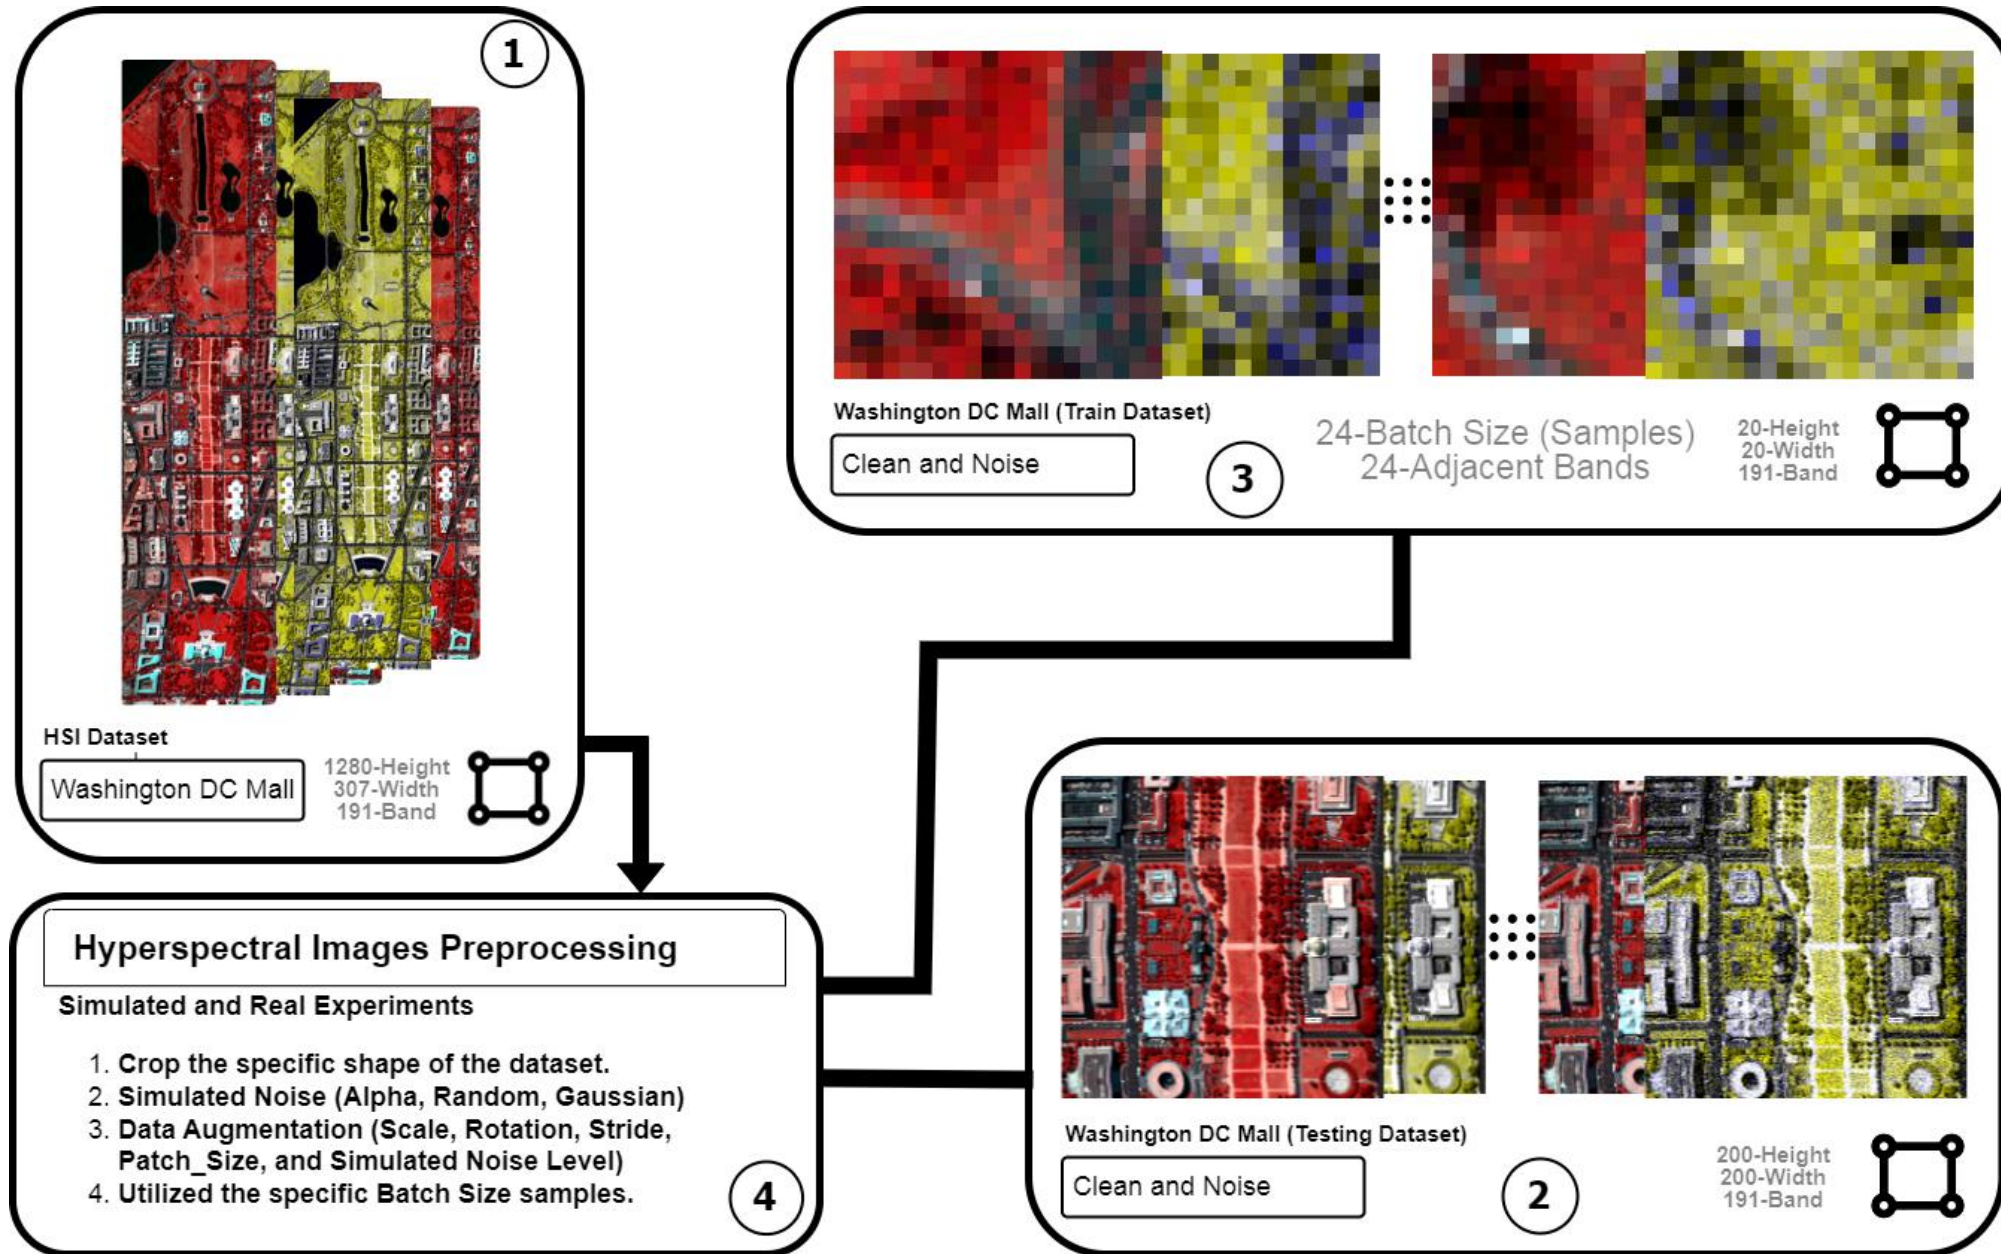 1
HSI Dataset
Washington DC Mall
1280-Height
307-Width
191-Band
Washington DC Mall (Train Dataset)
Clean and Noise
3
24-Batch Size (Samples)
24-Adjacent Bands
20-Height
20-Width
191-Band
Hyperspectral Images Preprocessing
Simulated and Real Experiments
1. Crop the specific shape of the dataset.
2. Simulated Noise (Alpha, Random, Gaussian)
3. Data Augmentation (Scale, Rotation, Stride,
Patch_Size, and Simulated Noise Level)
4. Utilized the specific Batch Size samples.
4
Washington DC Mall (Testing Dataset)
Clean and Noise
2
200-Height
200-Width
191-Band